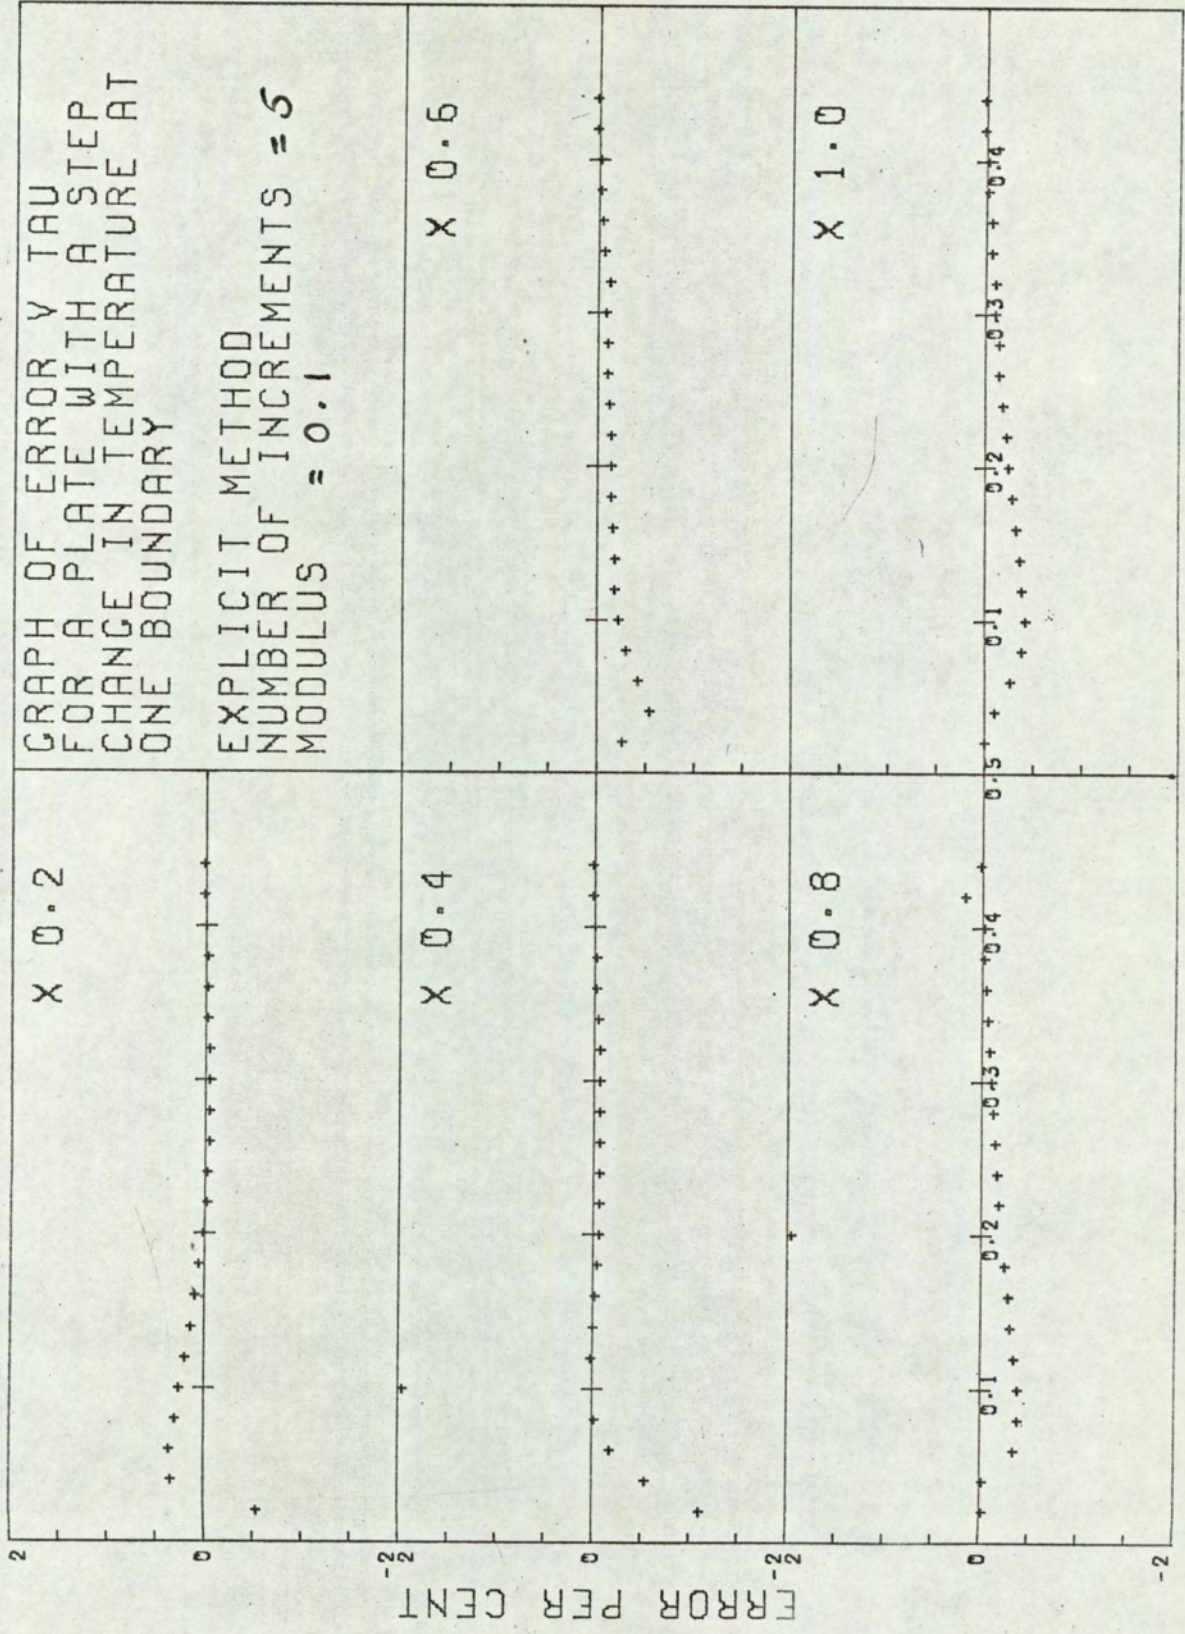 GRAPH OF ERROR V TAU
FOR A PLATE WITH A STEP
CHANGE IN TEMPERATURE AT
ONE BOUNDARY
EXPLICIT METHOD
NUMBER OF INCREMENTS = 5
MODULUS = 0.1
X 0.2
2
0
-2
X 0.4
2
0
-2
X 0.6
X 0.8
2
0
-2
0.1
0.2
0.3
0.4
0.5
X 1.0
0.1
0.2
0.3
0.4
ERROR PER CENT